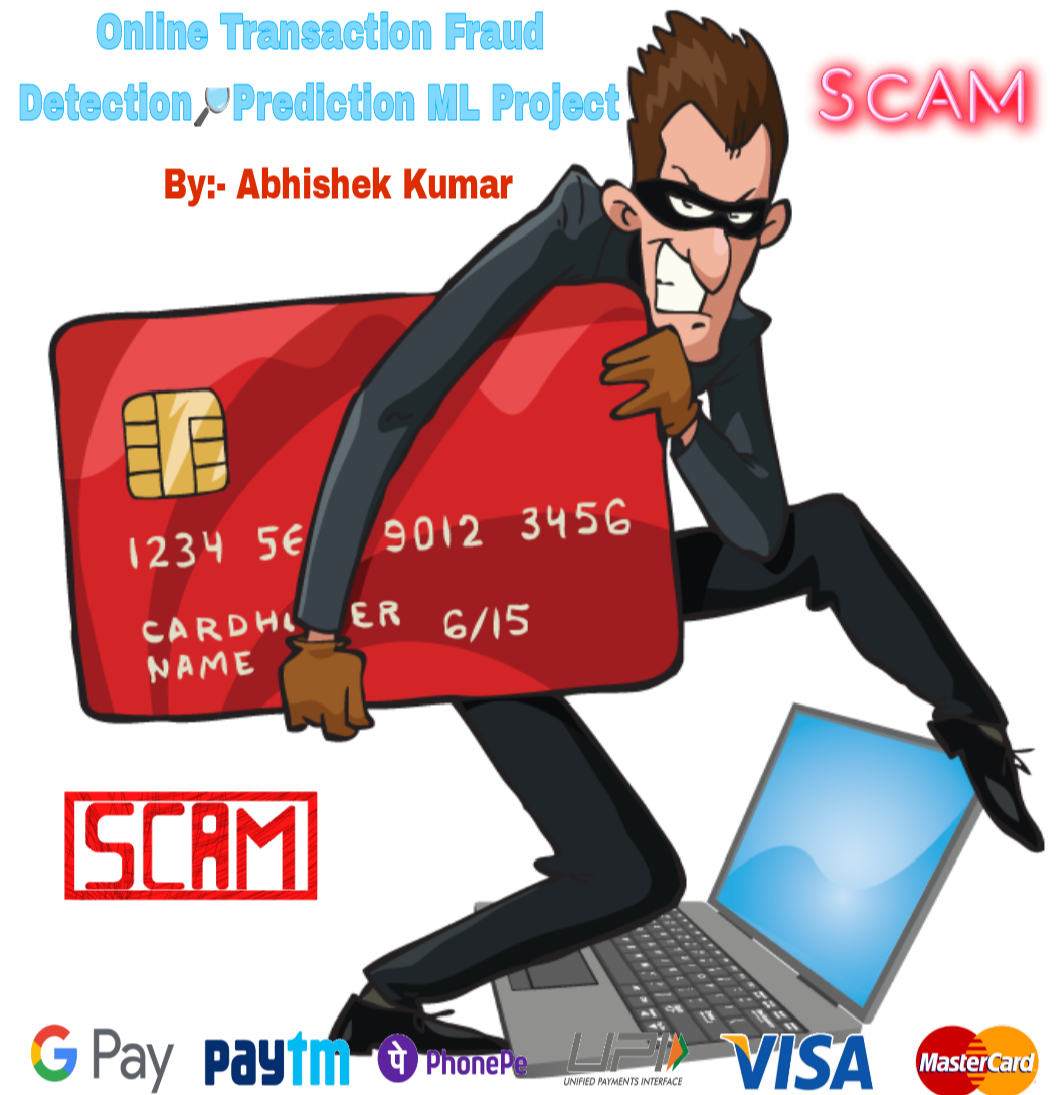 Online Transaction Fraud
SCAM
Detection🔎Prediction ML Project
By:- Abhishek Kumar
1234 56 9012 3456
CARDH ER 6/15
NAME
SCAM
G Pay paytm पे PhonePe UPI VISA MasterCard
UNIFIED PAYMENTS INTERFACE